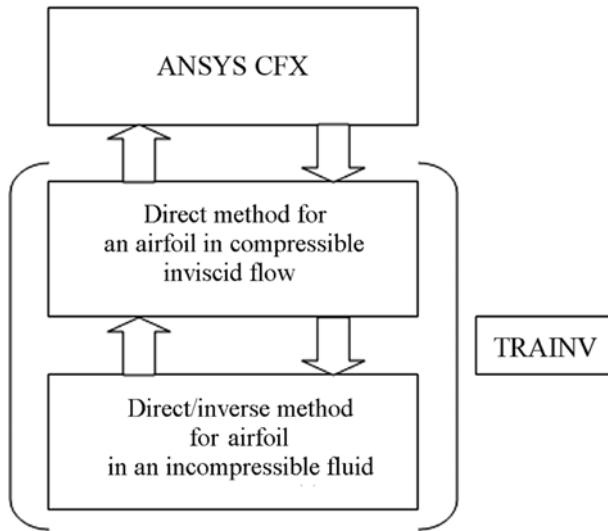 ANSYS CFX
Direct method for
an airfoil in compressible
inviscid flow
TRAINV
Direct/inverse method
for airfoil
in an incompressible fluid